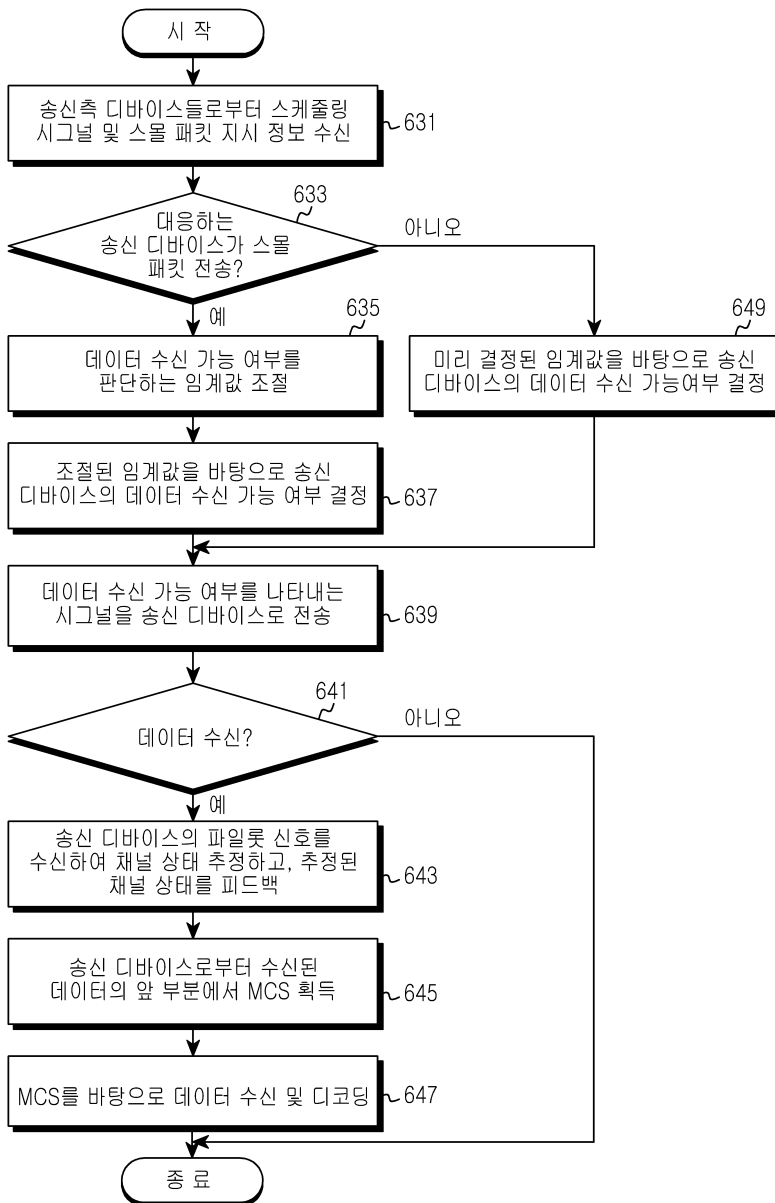 시 작
송신측 디바이스들로부터 스케줄링
시그널 및 스몰 패킷 지시 정보 수신
631
633
대응하는
송신 디바이스가 스몰
패킷 전송?
아니오
예
635
데이터 수신 가능 여부를
판단하는 임계값 조절
649
미리 결정된 임계값을 바탕으로 송신
디바이스의 데이터 수신 가능여부 결정
조절된 임계값을 바탕으로 송신
디바이스의 데이터 수신 가능 여부 결정
637
데이터 수신 가능 여부를 나타내는
시그널을 송신 디바이스로 전송
639
641
데이터 수신?
아니오
예
송신 디바이스의 파일롯 신호를
수신하여 채널 상태 추정하고, 추정된
채널 상태를 피드백
643
송신 디바이스로부터 수신된
데이터의 앞 부분에서 MCS 획득
645
MCS를 바탕으로 데이터 수신 및 디코딩
647
종 료